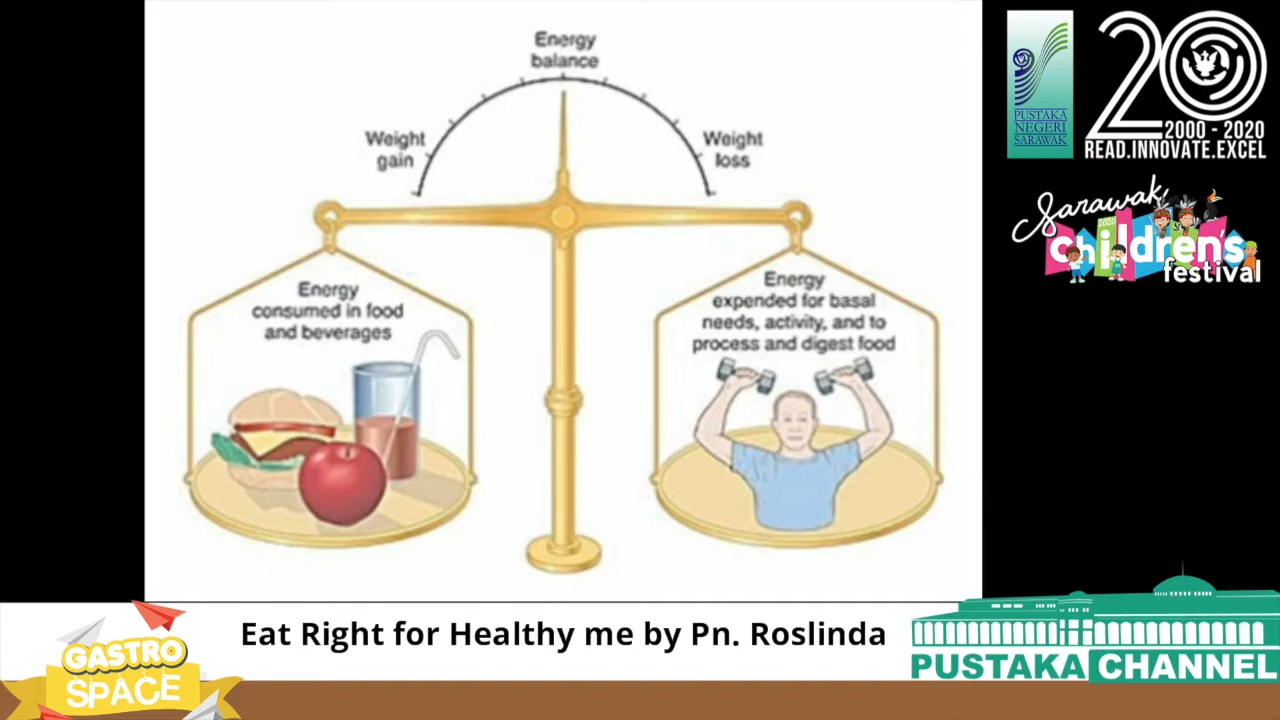 Energy
balance
Weight
gain
Weight
loss
Energy
consumed in food
and beverages
Energy
expended for basal
needs, activity, and to
process and digest food
PUSTAKA
NEGERI
SARAWAK
20
2000 - 2020
READ.INNOVATE.EXCEL
Sarawak
2020
children's
festival
GASTRO
SPACE
Eat Right for Healthy me by Pn. Roslinda
PUSTAKA CHANNEL